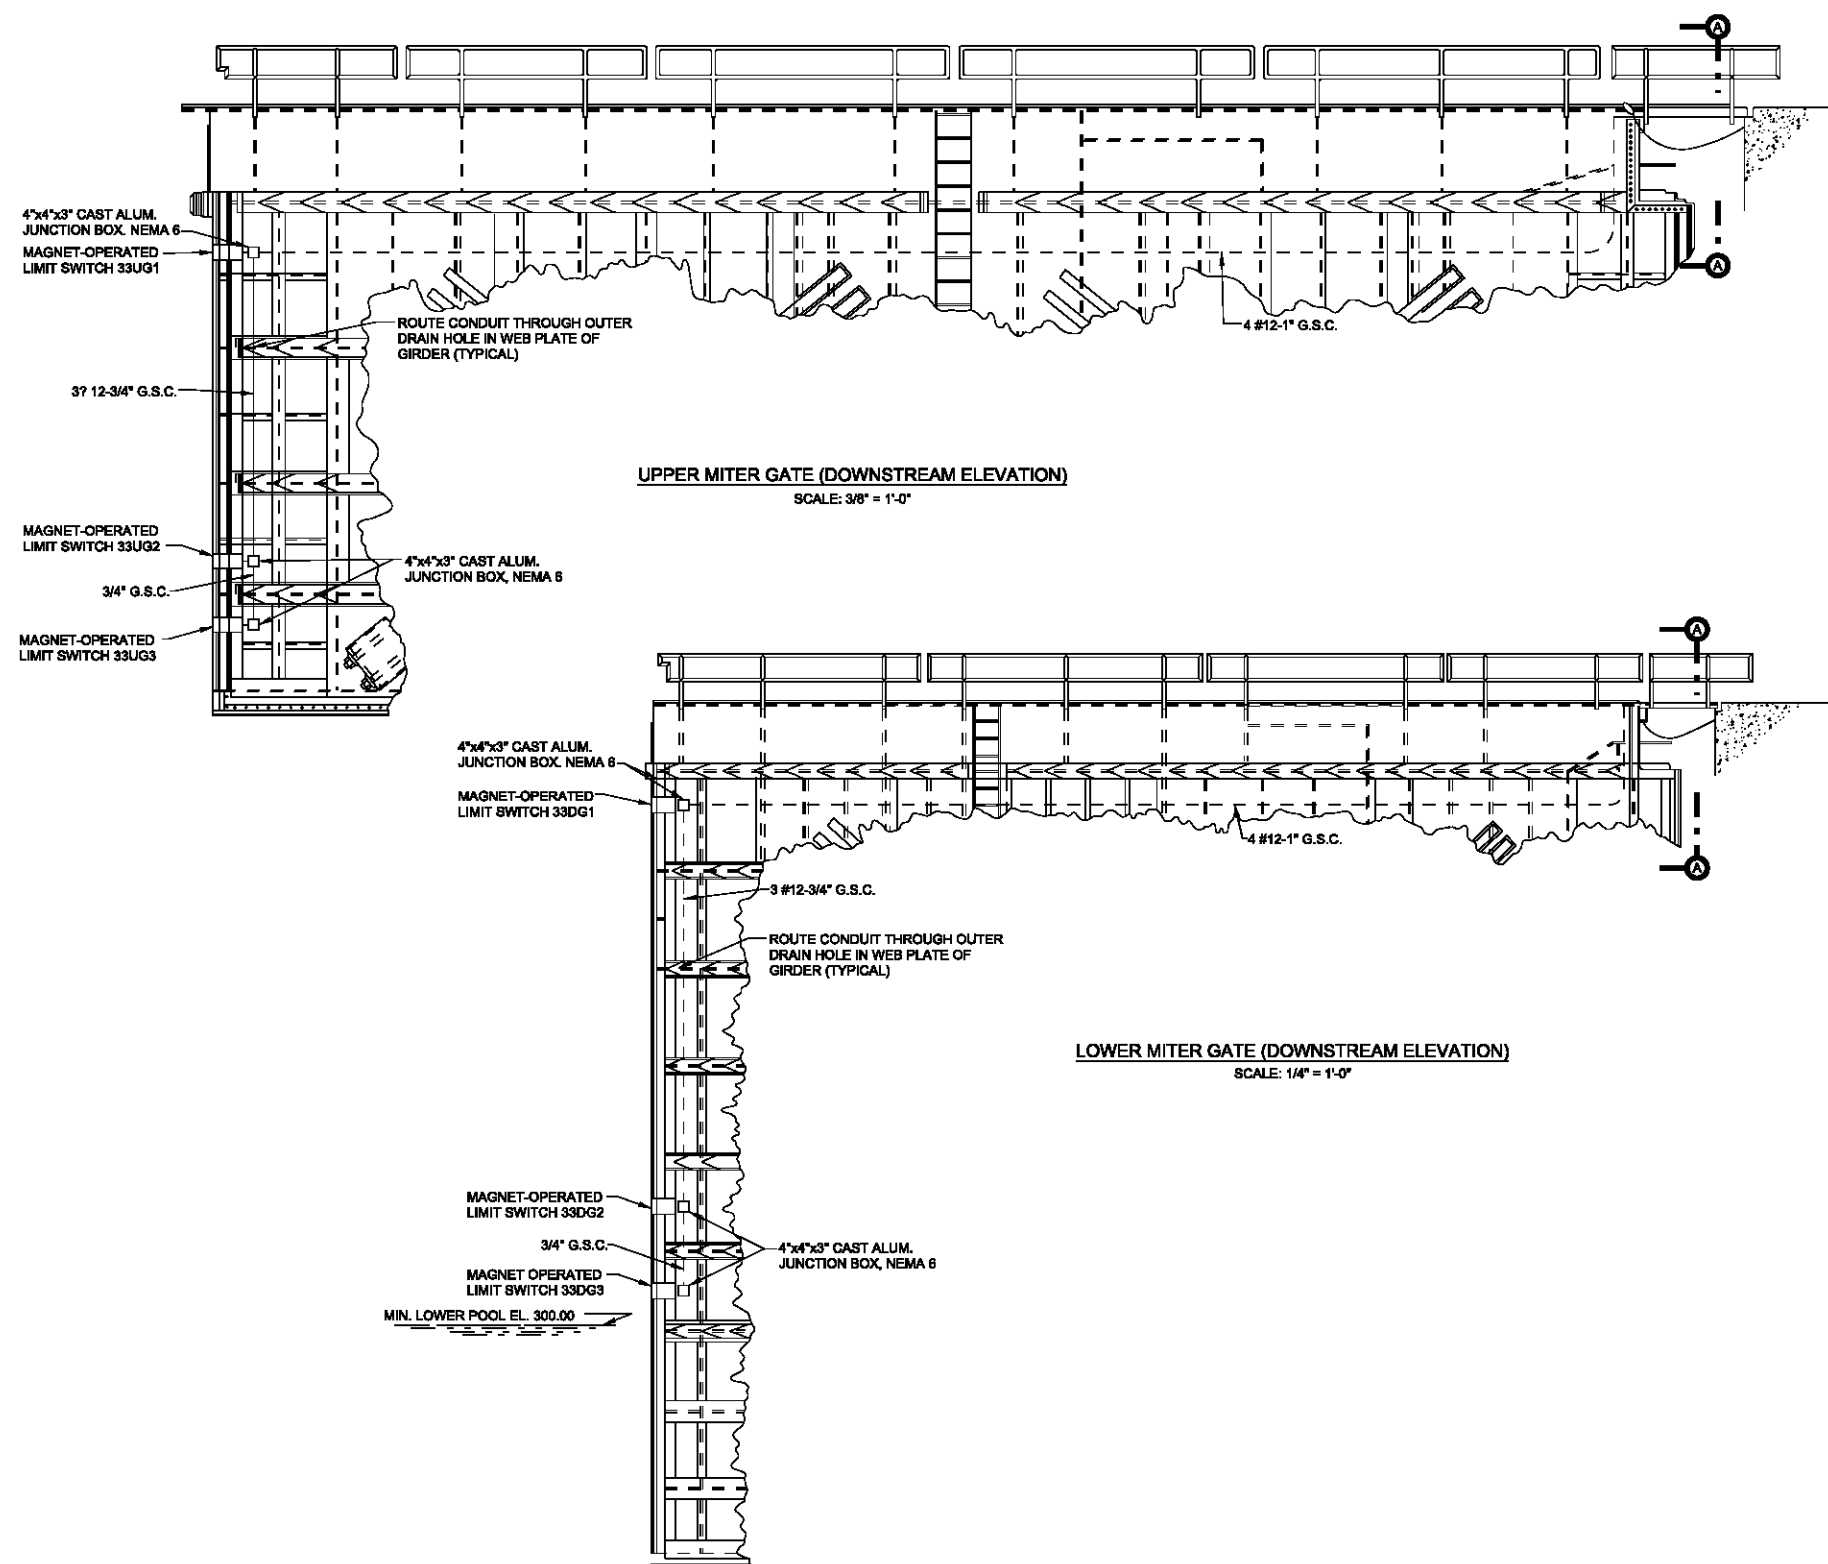 A
4"x4"x3" CAST ALUM.
JUNCTION BOX. NEMA 6
MAGNET-OPERATED
LIMIT SWITCH 33UG1
A
ROUTE CONDUIT THROUGH OUTER
DRAIN HOLE IN WEB PLATE OF
GIRDER (TYPICAL)
4 #12-1" G.S.C.
3? 12-3/4" G.S.C.
UPPER MITER GATE (DOWNSTREAM ELEVATION)
SCALE: 3/8" = 1'-0"
MAGNET-OPERATED
LIMIT SWITCH 33UG2
4"x4"x3" CAST ALUM.
JUNCTION BOX, NEMA 6
3/4" G.S.C.
MAGNET-OPERATED
LIMIT SWITCH 33UG3
A
4"x4"x3" CAST ALUM.
JUNCTION BOX. NEMA 6
MAGNET-OPERATED
LIMIT SWITCH 33DG1
4 #12-1" G.S.C.
A
3 #12-3/4" G.S.C.
ROUTE CONDUIT THROUGH OUTER
DRAIN HOLE IN WEB PLATE OF
GIRDER (TYPICAL)
LOWER MITER GATE (DOWNSTREAM ELEVATION)
SCALE: 1/4" = 1'-0"
MAGNET-OPERATED
LIMIT SWITCH 33DG2
3/4" G.S.C.
4"x4"x3" CAST ALUM.
JUNCTION BOX, NEMA 6
MAGNET OPERATED
LIMIT SWITCH 33DG3
MIN. LOWER POOL EL. 300.00